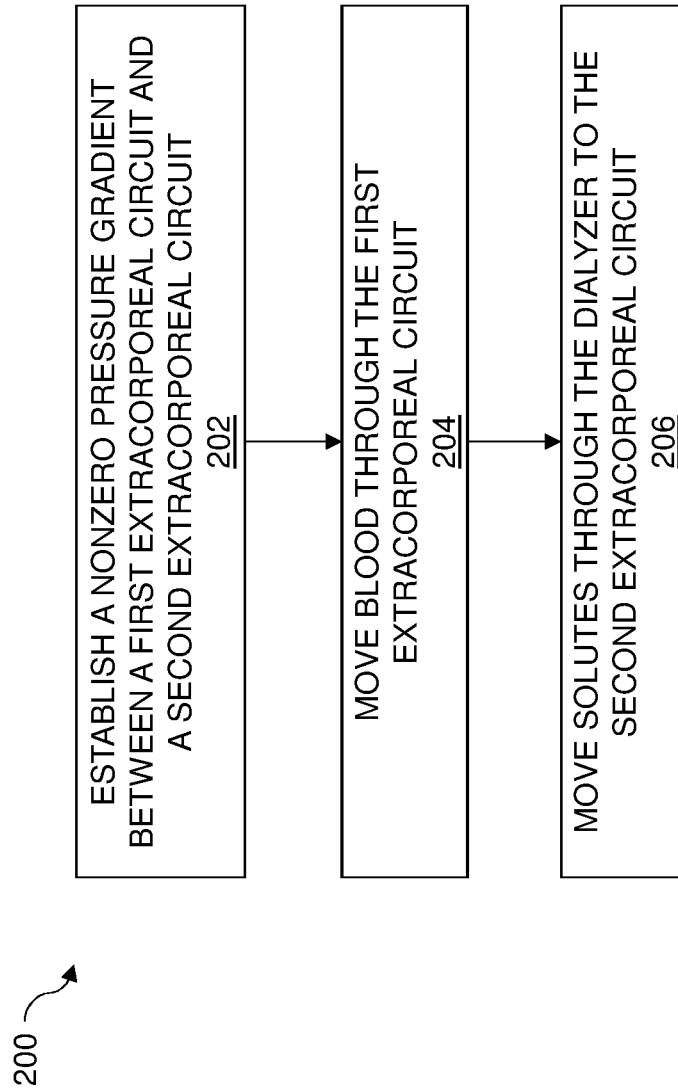 200
ESTABLISH A NONZERO PRESSURE GRADIENT
BETWEEN A FIRST EXTRACORPOREAL CIRCUIT AND
A SECOND EXTRACORPOREAL CIRCUIT
202
MOVE BLOOD THROUGH THE FIRST
EXTRACORPOREAL CIRCUIT
204
MOVE SOLUTES THROUGH THE DIALYZER TO THE
SECOND EXTRACORPOREAL CIRCUIT
206